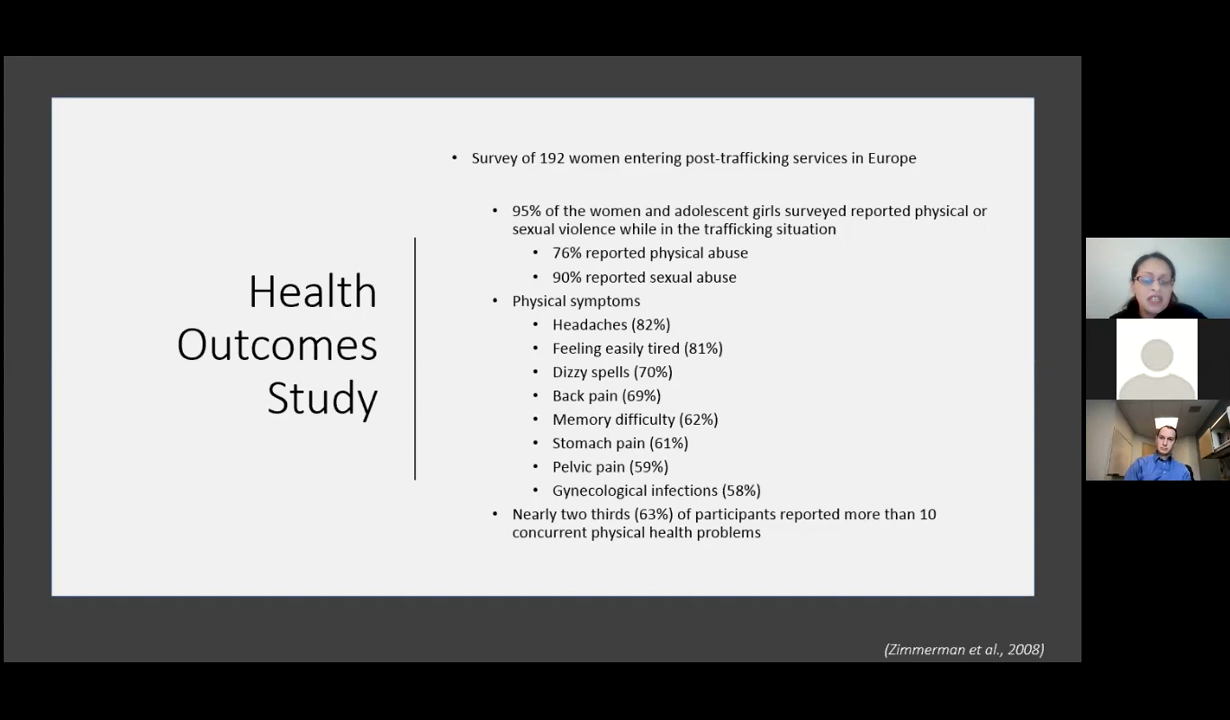 Health
Outcomes
Study
• Survey of 192 women entering post-trafficking services in Europe
• 95% of the women and adolescent girls surveyed reported physical or
sexual violence while in the trafficking situation
• 76% reported physical abuse
• 90% reported sexual abuse
• Physical symptoms
• Headaches (82%)
• Feeling easily tired (81%)
• Dizzy spells (70%)
• Back pain (69%)
• Memory difficulty (62%)
• Stomach pain (61%)
• Pelvic pain (59%)
• Gynecological infections (58%)
• Nearly two thirds (63%) of participants reported more than 10
concurrent physical health problems
(Zimmerman et al., 2008)